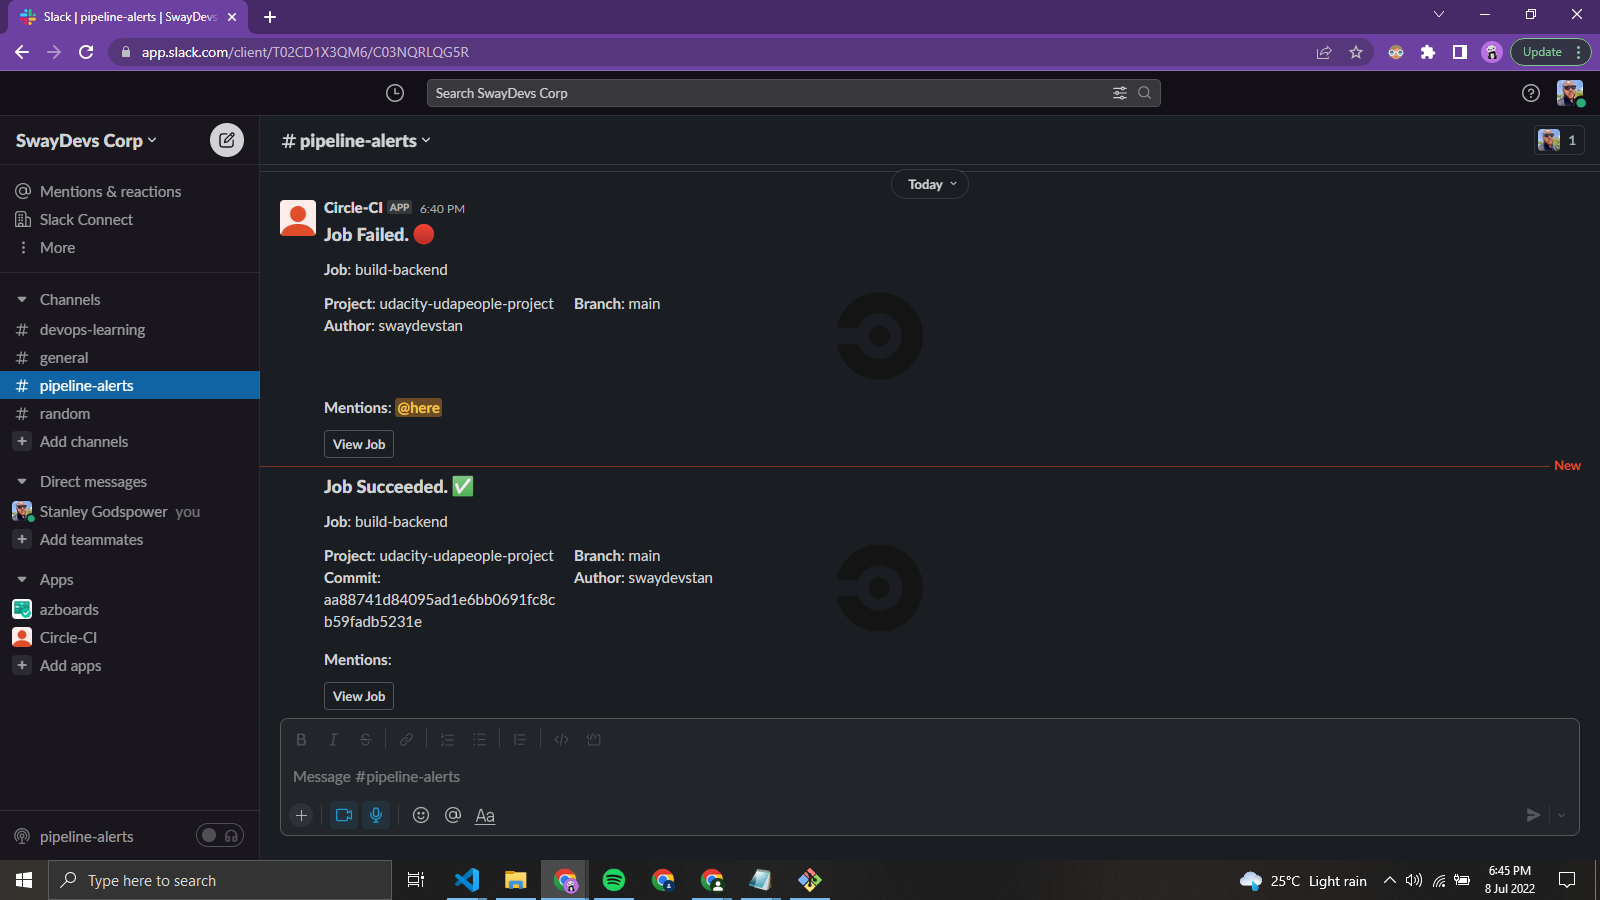 Slack | pipeline-alerts | SwayDevs
app.slack.com/client/T02CD1X3QM6/C03NQRLQG5R
Update
Search SwayDevs Corp
SwayDevs Corp
# pipeline-alerts
1
Mentions & reactions
Slack Connect
More
Channels
# devops-learning
# general
# pipeline-alerts
# random
+ Add channels
Direct messages
Stanley Godspower you
+ Add teammates
Apps
azboards
Circle-CI
+ Add apps
pipeline-alerts
Today
Circle-CI APP 6:40 PM
Job Failed.
Job: build-backend
Project: udacity-udapeople-project Branch: main
Author: swaydevstan
Mentions: @here
View Job
New
Job Succeeded. ✅
Job: build-backend
Project: udacity-udapeople-project Branch: main
Commit: Author: swaydevstan
aa88741d84095ad1e6bb0691fc8c
b59fadb5231e
Mentions:
View Job
B I S
Message #pipeline-alerts
+ @ Aa
Type here to search
25°C Light rain
6:45 PM
8 Jul 2022